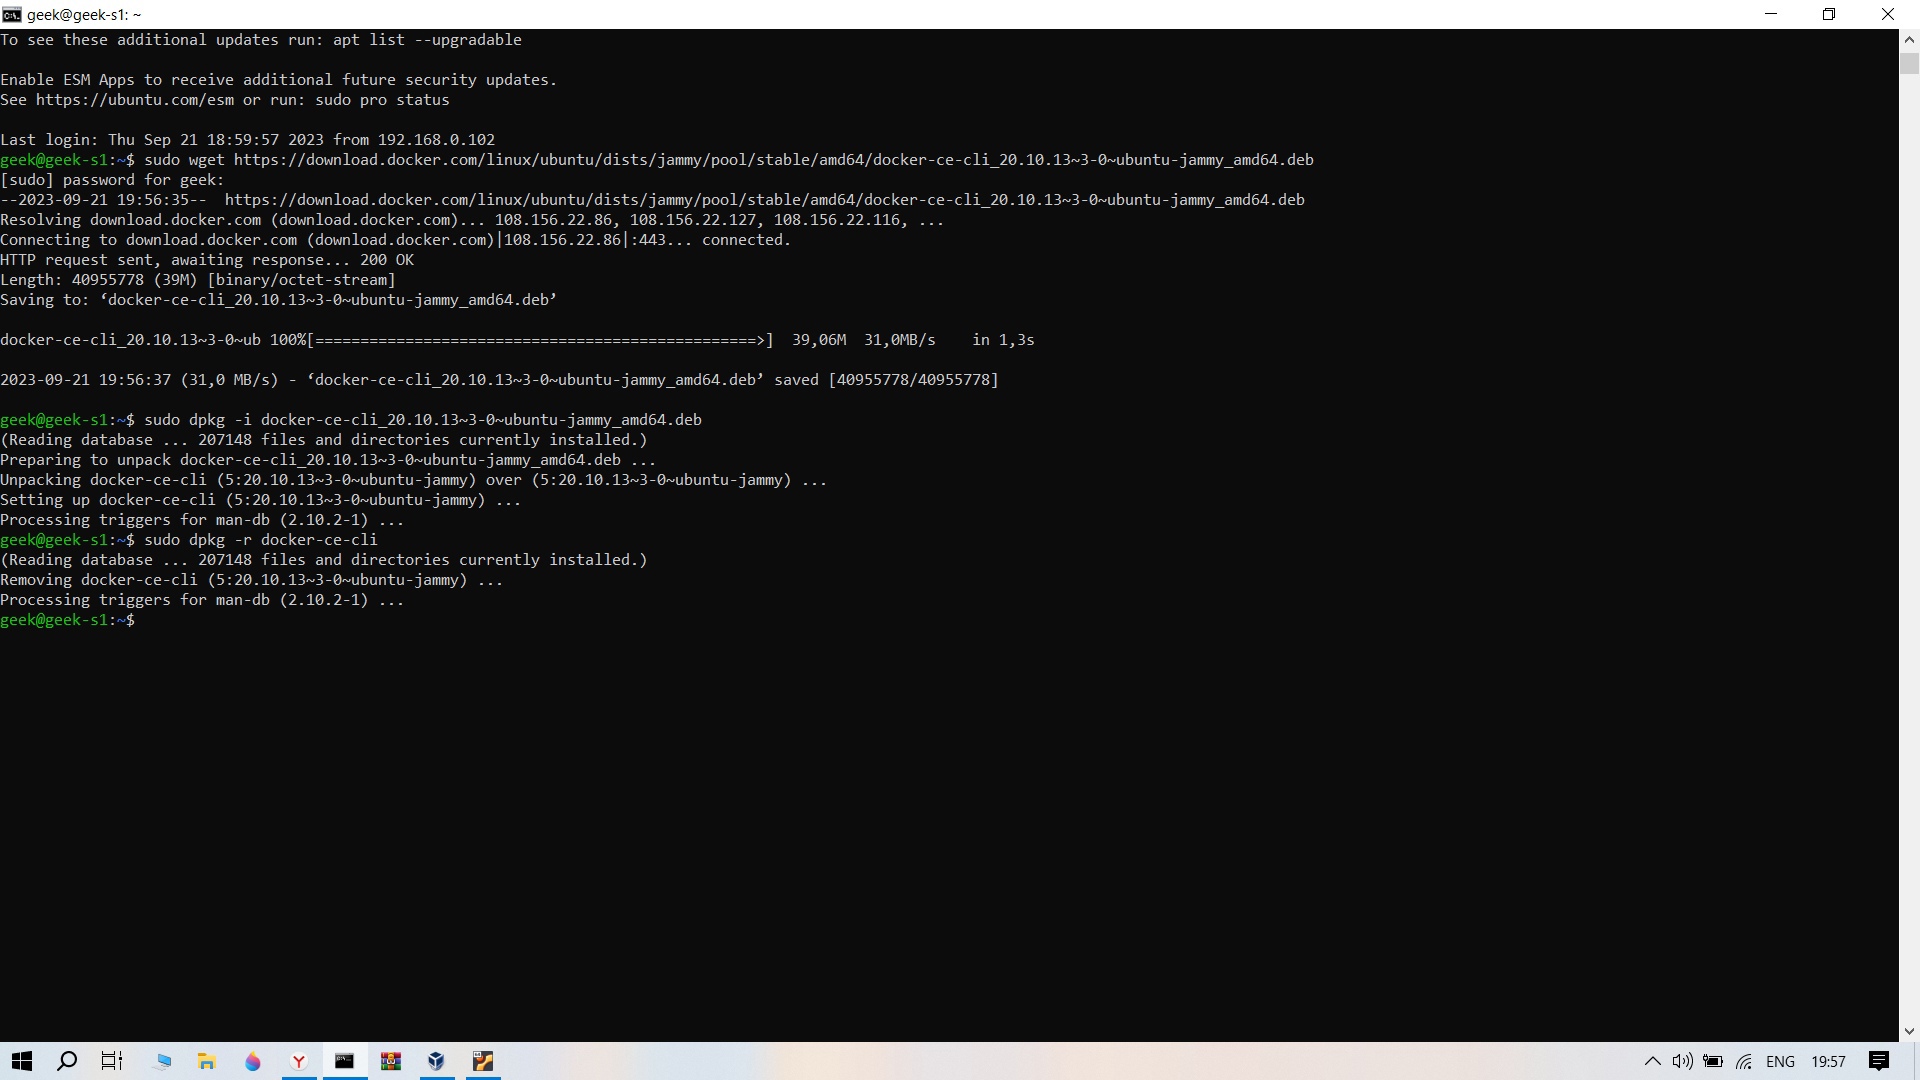 geek@geek-s1: ~
To see these additional updates run: apt list --upgradable
Enable ESM Apps to receive additional future security updates.
See https://ubuntu.com/esm or run: sudo pro status
Last login: Thu Sep 21 18:59:57 2023 from 192.168.0.102
geek@geek-s1:~$ sudo wget https://download.docker.com/linux/ubuntu/dists/jammy/pool/stable/amd64/docker-ce-cli_20.10.13~3-0~ubuntu-jammy_amd64.deb
[sudo] password for geek:
--2023-09-21 19:56:35--  https://download.docker.com/linux/ubuntu/dists/jammy/pool/stable/amd64/docker-ce-cli_20.10.13~3-0~ubuntu-jammy_amd64.deb
Resolving download.docker.com (download.docker.com)... 108.156.22.86, 108.156.22.127, 108.156.22.116, ...
Connecting to download.docker.com (download.docker.com)|108.156.22.86|:443... connected.
HTTP request sent, awaiting response... 200 OK
Length: 40955778 (39M) [binary/octet-stream]
Saving to: ‘docker-ce-cli_20.10.13~3-0~ubuntu-jammy_amd64.deb’
docker-ce-cli_20.10.13~3-0~ub 100%[=================================================>]  39,06M  31,0MB/s    in 1,3s
2023-09-21 19:56:37 (31,0 MB/s) - ‘docker-ce-cli_20.10.13~3-0~ubuntu-jammy_amd64.deb’ saved [40955778/40955778]
geek@geek-s1:~$ sudo dpkg -i docker-ce-cli_20.10.13~3-0~ubuntu-jammy_amd64.deb
(Reading database ... 207148 files and directories currently installed.)
Preparing to unpack docker-ce-cli_20.10.13~3-0~ubuntu-jammy_amd64.deb ...
Unpacking docker-ce-cli (5:20.10.13~3-0~ubuntu-jammy) over (5:20.10.13~3-0~ubuntu-jammy) ...
Setting up docker-ce-cli (5:20.10.13~3-0~ubuntu-jammy) ...
Processing triggers for man-db (2.10.2-1) ...
geek@geek-s1:~$ sudo dpkg -r docker-ce-cli
(Reading database ... 207148 files and directories currently installed.)
Removing docker-ce-cli (5:20.10.13~3-0~ubuntu-jammy) ...
Processing triggers for man-db (2.10.2-1) ...
geek@geek-s1:~$
ENG 19:57